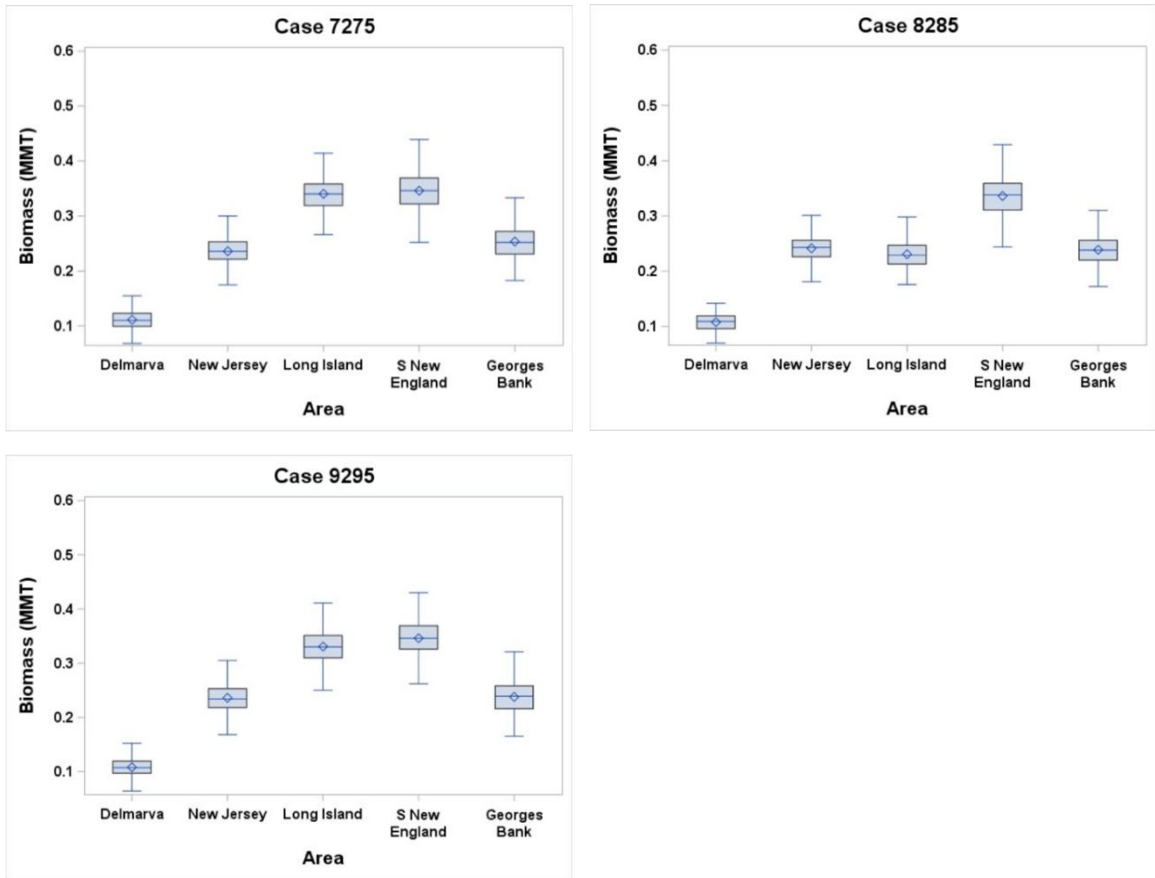 Case 7275
Biomass (MMT)
0.6
0.5
0.4
0.3
0.2
0.1
Delmarva New Jersey Long Island S New England Georges Bank
Area
Case 8285
Biomass (MMT)
0.6
0.5
0.4
0.3
0.2
0.1
Delmarva New Jersey Long Island S New England Georges Bank
Area
Case 9295
Biomass (MMT)
0.6
0.5
0.4
0.3
0.2
0.1
Delmarva New Jersey Long Island S New England Georges Bank
Area